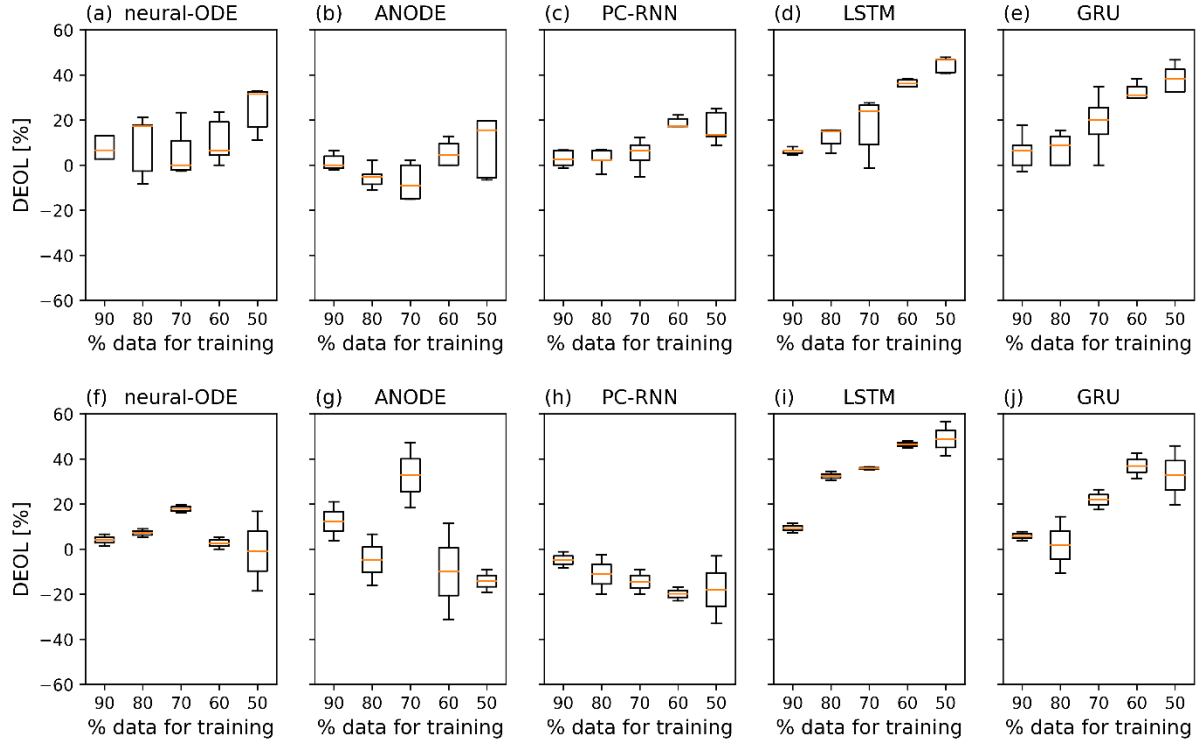 (a) neural-ODE (b) ANODE (c) PC-RNN (d) LSTM (e) GRU
60
40
20
0
−20
−40
−60
DEOL [%]
90 80 70 60 50 90 80 70 60 50 90 80 70 60 50 90 80 70 60 50 90 80 70 60 50
% data for training % data for training % data for training % data for training % data for training
(f) neural-ODE (g) ANODE (h) PC-RNN (i) LSTM (j) GRU
60
40
20
0
−20
−40
−60
DEOL [%]
90 80 70 60 50 90 80 70 60 50 90 80 70 60 50 90 80 70 60 50 90 80 70 60 50
% data for training % data for training % data for training % data for training % data for training